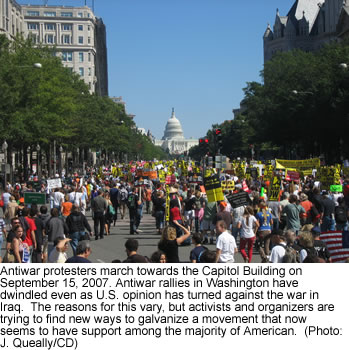 Antiwar protesters march towards the Capitol Building on
September 15, 2007. Antiwar rallies in Washington have
dwindled even as U.S. opinion has turned against the war in
Iraq.  The reasons for this vary, but activists and organizers are
trying to find new ways to galvanize a movement that now
seems to have support among the majority of American.  (Photo:
J. Queally/CD)